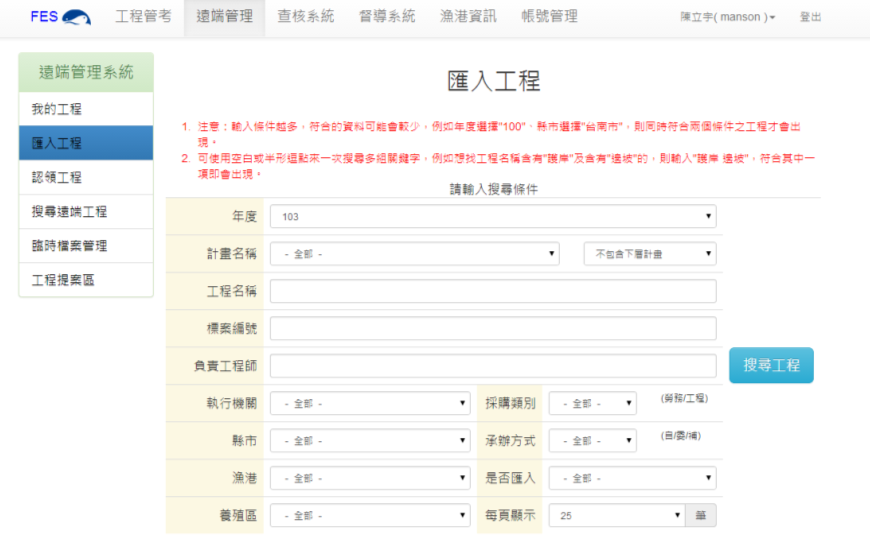 FES 工程管考 遠端管理 查核系統 督導系統 漁港資訊 帳號管理 陳立宇( manson ) 登出
遠端管理系統
我的工程
匯入工程
認領工程
搜尋遠端工程
臨時檔案管理
工程提案區
匯入工程
1. 注意：輸入條件越多，符合的資料可能會較少，例如年度選擇"100"，縣市選擇"台南市"，則同時符合兩個條件之工程才會出
現。
2. 可使用空白或半形逗點來一次搜尋多組關鍵字，例如想找工程名稱含有"護岸"及含有"邊坡"的，則輸入"護岸 邊坡"，符合其中一
項即會出現。
請輸入搜尋條件
年度 103
計畫名稱 - 全部 - 不包含下層計畫
工程名稱
標案編號
負責工程師 搜尋工程
執行機關 - 全部 - 採購類別 - 全部 - (勞務/工程)
縣市 - 全部 - 承辦方式 - 全部 - (自/委/補)
漁港 - 全部 - 是否匯入 - 全部 -
養殖區 - 全部 - 每頁顯示 25 筆